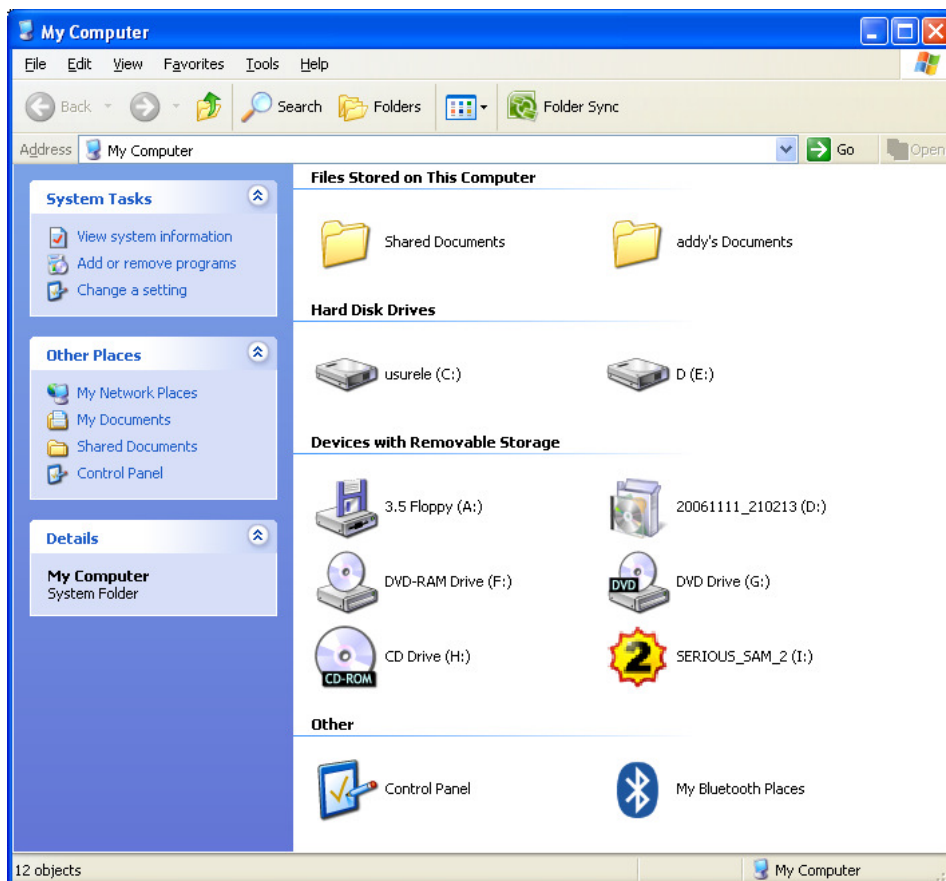 My Computer
File Edit View Favorites Tools Help
Back Search Folders Folder Sync
Address My Computer Go Open
System Tasks
View system information
Add or remove programs
Change a setting
Other Places
My Network Places
My Documents
Shared Documents
Control Panel
Details
My Computer
System Folder
Files Stored on This Computer
Shared Documents addy's Documents
Hard Disk Drives
usurele (C:) D (E:)
Devices with Removable Storage
3.5 Floppy (A:) 20061111_210213 (D:)
DVD-RAM Drive (F:) DVD DVD Drive (G:)
CD-ROM CD Drive (H:) 2 SERIOUS_SAM_2 (I:)
Other
Control Panel My Bluetooth Places
12 objects My Computer